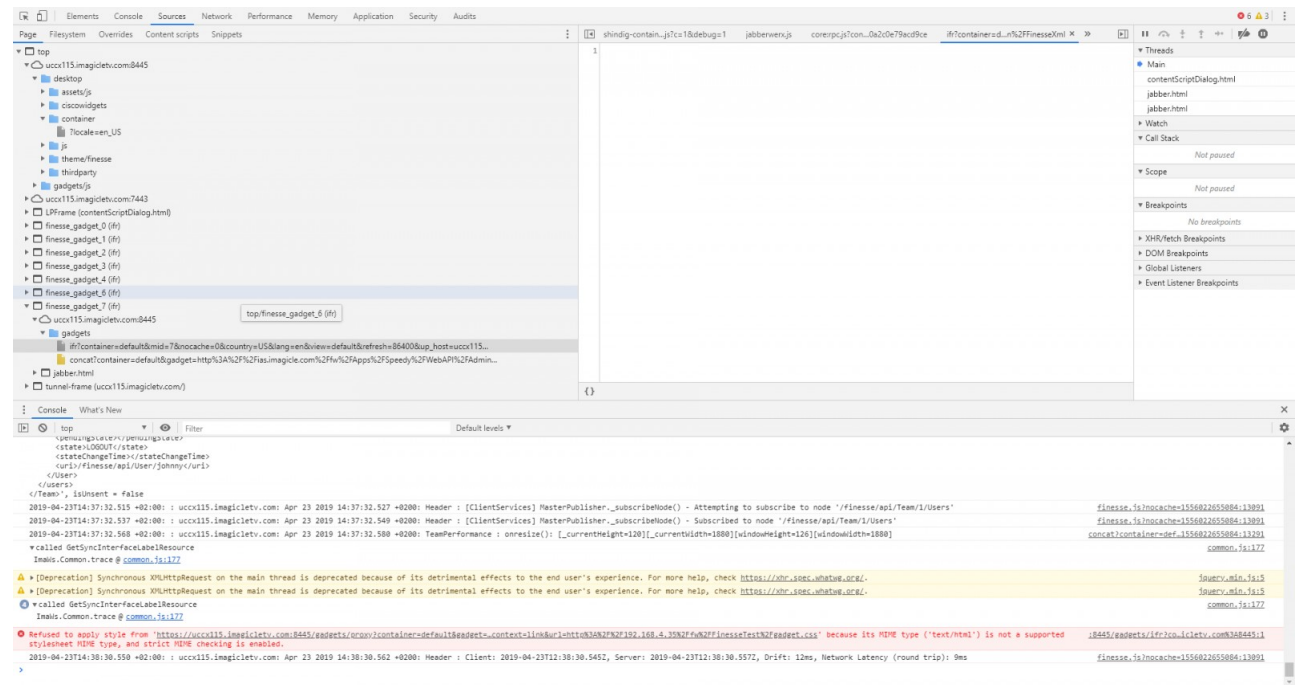 Elements Console Sources Network Performance Memory Application Security Audits 6 3
Page Filesystem Overrides Content scripts Snippets
shindig-contain...js?c=1&debug=1 jabberwerx.js corerpc.js?con...0a2c0e79acd9ce ifr?container=d...n%2FFinesseXml × »
top
uccx115.imagicletv.com:8445
desktop
assets/js
ciscowidgets
container
?locale=en_US
js
theme/finesse
thirdparty
gadgets/js
uccx115.imagicletv.com:7443
LPFrame (contentScriptDialog.html)
finesse_gadget_0 (ifr)
finesse_gadget_1 (ifr)
finesse_gadget_2 (ifr)
finesse_gadget_3 (ifr)
finesse_gadget_4 (ifr)
finesse_gadget_6 (ifr)
finesse_gadget_7 (ifr)
top/finesse_gadget_6 (ifr)
uccx115.imagicletv.com:8445
gadgets
ifr?container=default&mid=7&nocache=0&country=US&lang=en&view=default&refresh=86400&up_host=uccx115...
concat?container=default&gadget=http%3A%2F%2Fias.imagicle.com%2Ffw%2FApps%2FSpeedy%2FWebAPI%2FAdmin...
jabber.html
tunnel-frame (uccx115.imagicletv.com/)
1
{}
Threads
Main
contentScriptDialog.html
jabber.html
jabber.html
Watch
Call Stack
Not paused
Scope
Not paused
Breakpoints
No breakpoints
XHR/fetch Breakpoints
DOM Breakpoints
Global Listeners
Event Listener Breakpoints
Console What's New ×
top Filter Default levels
<pendingState></pendingState>
<state>LOGOUT</state>
<stateChangeTime></stateChangeTime>
<uri>/finesse/api/User/johnny</uri>
</User>
</users>
</Team>', isUnsent = false
2019-04-23T14:37:32.515 +02:00: : uccx115.imagicletv.com: Apr 23 2019 14:37:32.527 +0200: Header : [ClientServices] MasterPublisher._subscribeNode() - Attempting to subscribe to node '/finesse/api/Team/1/Users' finesse.js?nocache=1556022655084:13091
2019-04-23T14:37:32.537 +02:00: : uccx115.imagicletv.com: Apr 23 2019 14:37:32.549 +0200: Header : [ClientServices] MasterPublisher._subscribeNode() - Subscribed to node '/finesse/api/Team/1/Users' finesse.js?nocache=1556022655084:13091
2019-04-23T14:37:32.568 +02:00: : uccx115.imagicletv.com: Apr 23 2019 14:37:32.580 +0200: TeamPerformance : onresize(): [_currentHeight=120][_currentWidth=1880][windowHeight=126][windowWidth=1880] concat?container=def…1556022655084:13291
called GetSyncInterfaceLabelResource common.js:177
ImaWs.Common.trace @ common.js:177
[Deprecation] Synchronous XMLHttpRequest on the main thread is deprecated because of its detrimental effects to the end user's experience. For more help, check https://xhr.spec.whatwg.org/. jquery.min.js:5
[Deprecation] Synchronous XMLHttpRequest on the main thread is deprecated because of its detrimental effects to the end user's experience. For more help, check https://xhr.spec.whatwg.org/. jquery.min.js:5
4 called GetSyncInterfaceLabelResource common.js:177
ImaWs.Common.trace @ common.js:177
Refused to apply style from 'https://uccx115.imagicletv.com:8445/gadgets/proxy?container=default&gadget=…context=link&url=http%3A%2F%2F192.168.4.35%2Ffw%2FFinesseTest%2Fgadget.css' because its MIME type ('text/html') is not a supported :8445/gadgets/ifr?co…icletv.com%3A8445:1
stylesheet MIME type, and strict MIME checking is enabled.
2019-04-23T14:38:30.550 +02:00: : uccx115.imagicletv.com: Apr 23 2019 14:38:30.562 +0200: Header : Client: 2019-04-23T12:38:30.545Z, Server: 2019-04-23T12:38:30.557Z, Drift: 12ms, Network Latency (round trip): 9ms finesse.js?nocache=1556022655084:13091